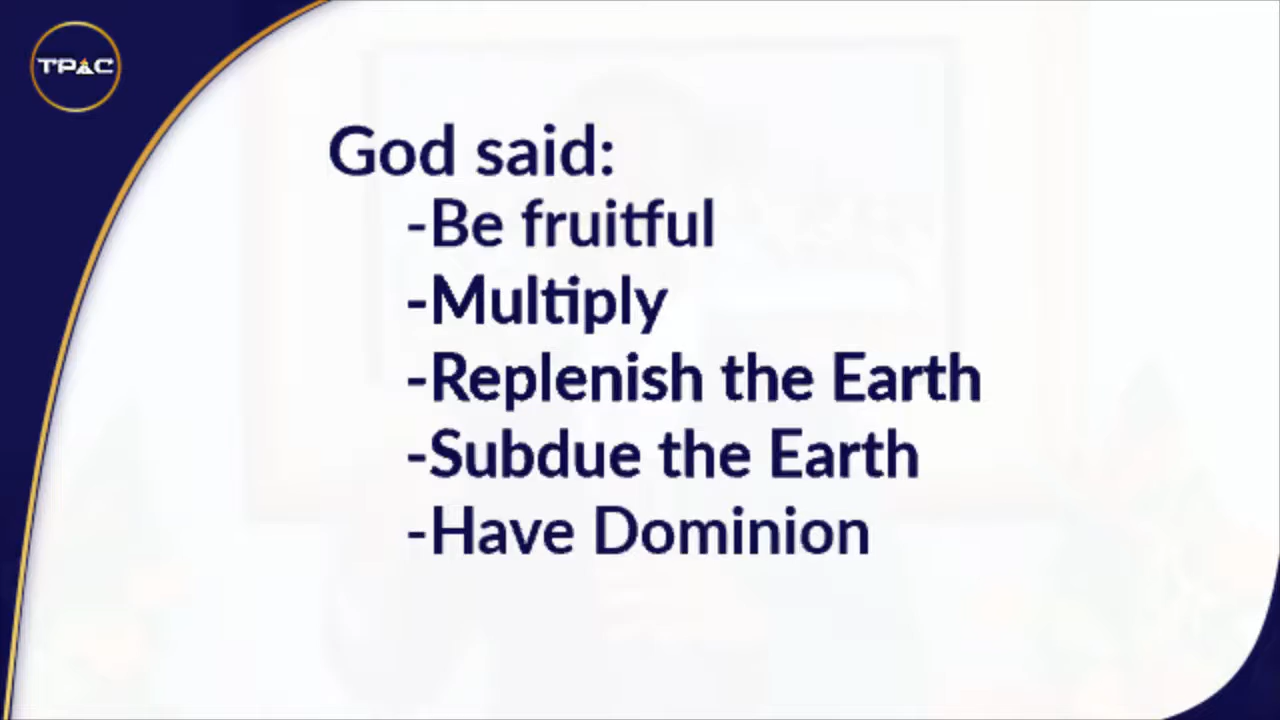 TPAC
God said:
-Be fruitful
-Multiply
-Replenish the Earth
-Subdue the Earth
-Have Dominion